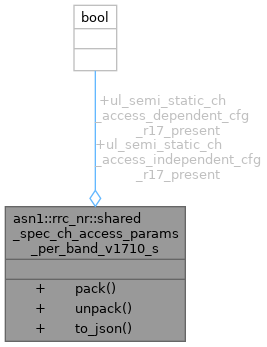 bool
+ul_semi_static_ch
_access_dependent_cfg
_r17_present
+ul_semi_static_ch
_access_independent_cfg
_r17_present
asn1::rrc_nr::shared
_spec_ch_access_params
_per_band_v1710_s
+ pack()
+ unpack()
+ to_json()